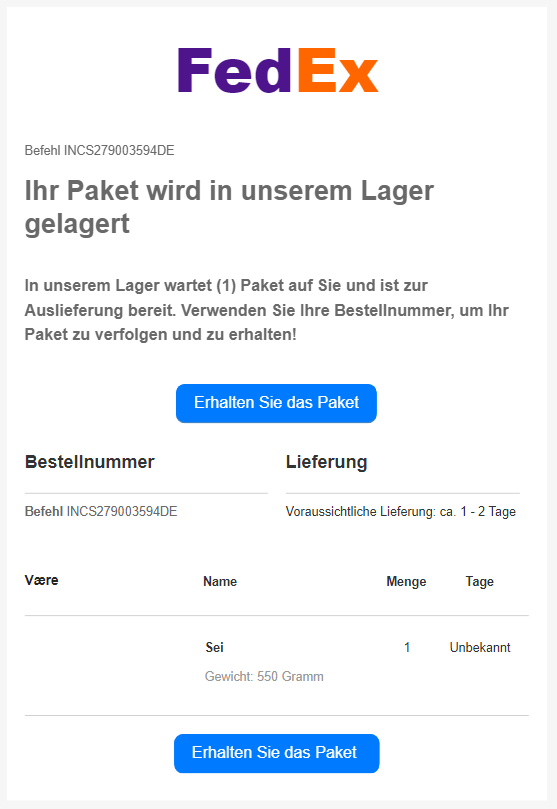 FedEx
Befehl INCS279003594DE
Ihr Paket wird in unserem Lager
gelagert
In unserem Lager wartet (1) Paket auf Sie und ist zur
Auslieferung bereit. Verwenden Sie Ihre Bestellnummer, um Ihr
Paket zu verfolgen und zu erhalten!
Erhalten Sie das Paket
Bestellnummer Lieferung
Befehl INCS279003594DE Voraussichtliche Lieferung: ca. 1 - 2 Tage
Være Name Menge Tage
Sei 1 Unbekannt
Gewicht: 550 Gramm
Erhalten Sie das Paket